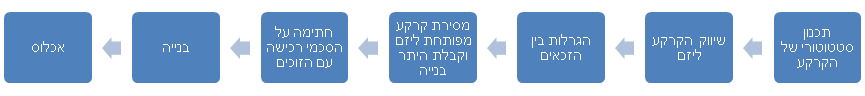 תכנון
סטטוטורי של
הקרקע
שיווק הקרקע
ליזם
הגרלות בין
הזכאים
מסירת קרקע
מפותחת ליזם
וקבלת היתר
בנייה
חתימה על
הסכמי רכישה
עם הזוכים
בנייה
אכלוס